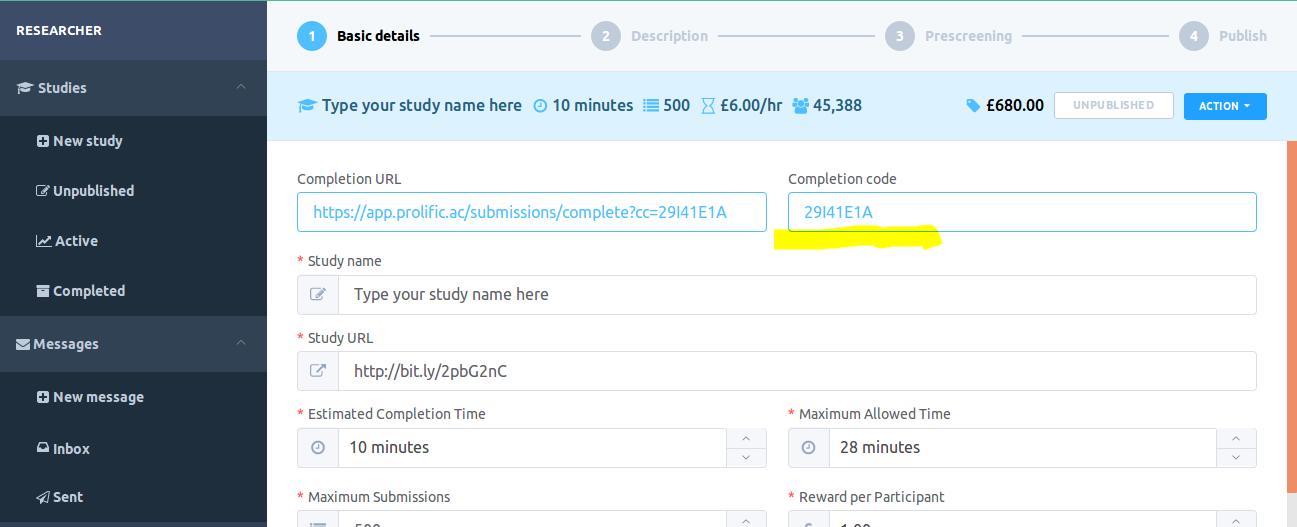 RESEARCHER
1 Basic details 2 Description 3 Prescreening 4 Publish
Studies
Type your study name here 10 minutes 500 £6.00/hr 45,388 £680.00 UNPUBLISHED ACTION
New study
Unpublished
Active
Completed
Messages
New message
Inbox
Sent
Completion URL Completion code
https://app.prolific.ac/submissions/complete?cc=29I41E1A 29I41E1A
* Study name
Type your study name here
* Study URL
http://bit.ly/2pbG2nC
* Estimated Completion Time * Maximum Allowed Time
10 minutes 28 minutes
* Maximum Submissions * Reward per Participant